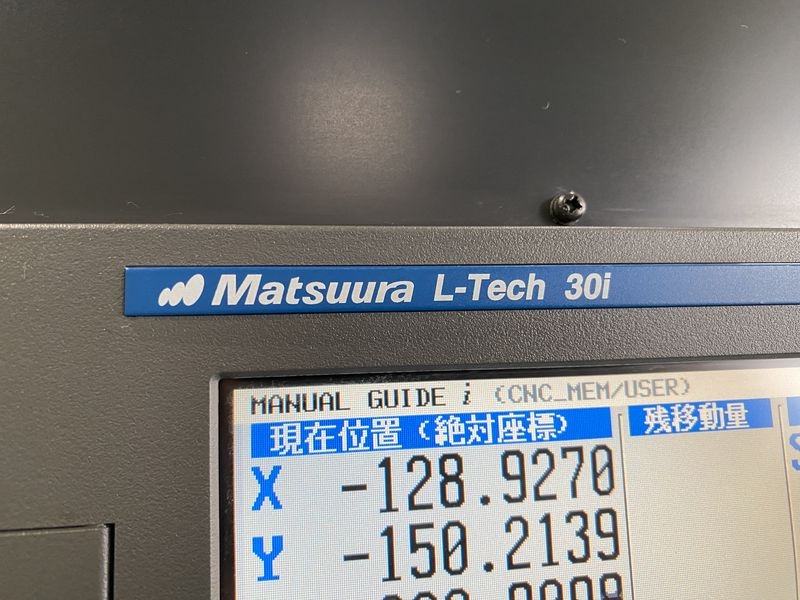 Matsuura L-Tech 30i
MANUAL GUIDE i (CNC_MEM/USER)
現在位置(絶対座標) 残移動量
X -128.9270
Y -150.2139